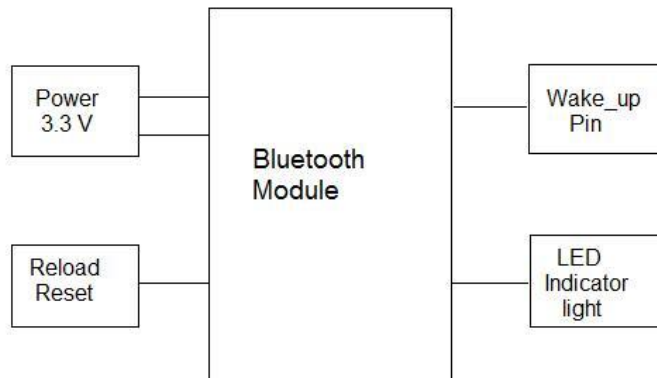 Power
3.3 V
Reload
Reset
Bluetooth
Module
Wake_up
Pin
LED
Indicator
light